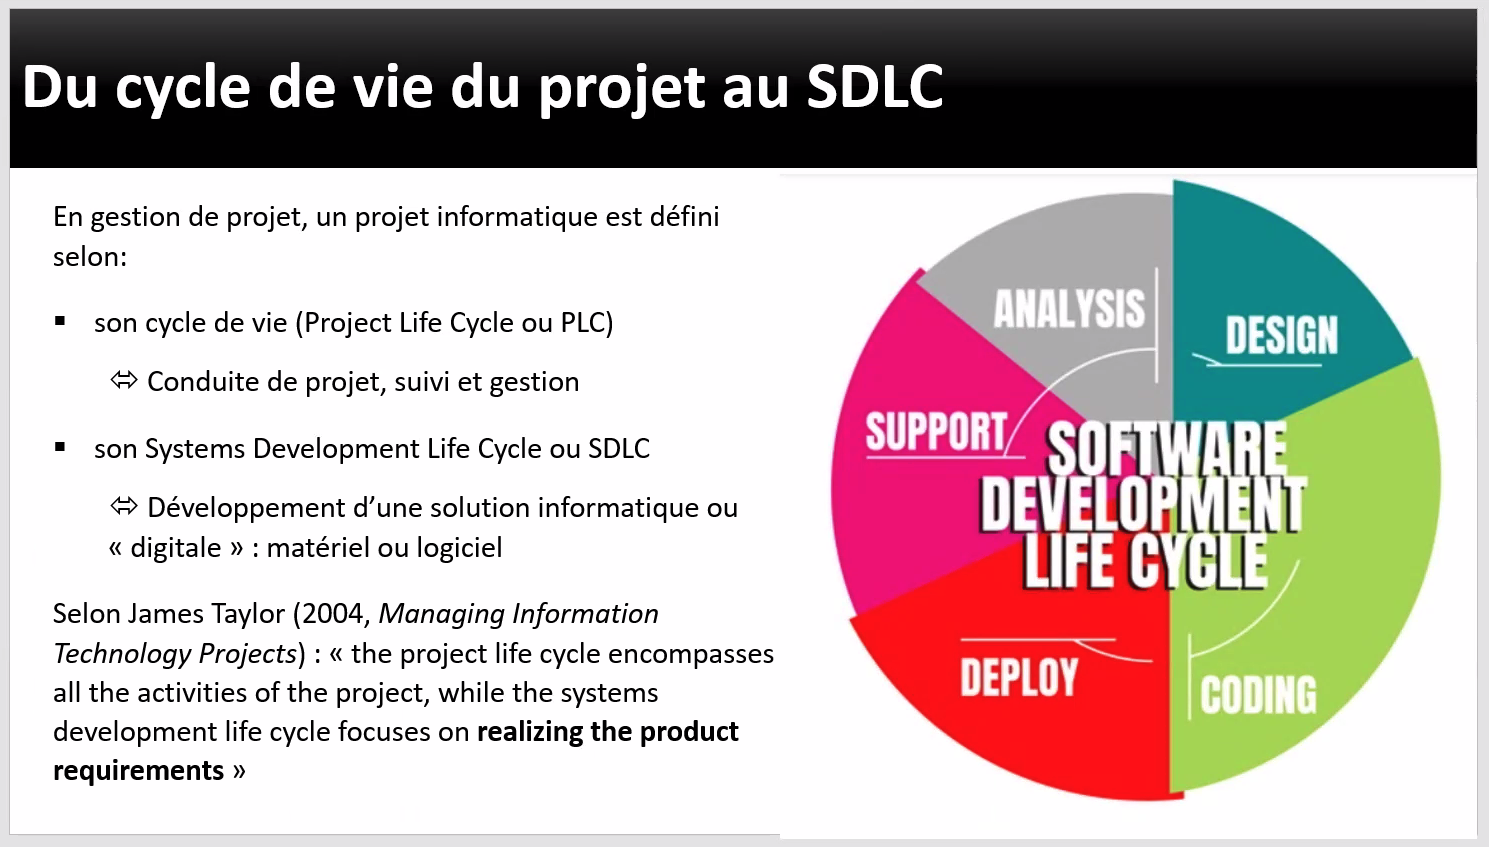 Du cycle de vie du projet au SDLC
En gestion de projet, un projet informatique est défini
selon:
▪ son cycle de vie (Project Life Cycle ou PLC)
⬄ Conduite de projet, suivi et gestion
▪ son Systems Development Life Cycle ou SDLC
⬄ Développement d’une solution informatique ou
« digitale » : matériel ou logiciel
Selon James Taylor (2004, Managing Information
Technology Projects) : « the project life cycle encompasses
all the activities of the project, while the systems
development life cycle focuses on realizing the product
requirements »
ANALYSIS
DESIGN
SUPPORT
SOFTWARE
DEVELOPMENT
LIFE CYCLE
DEPLOY
CODING